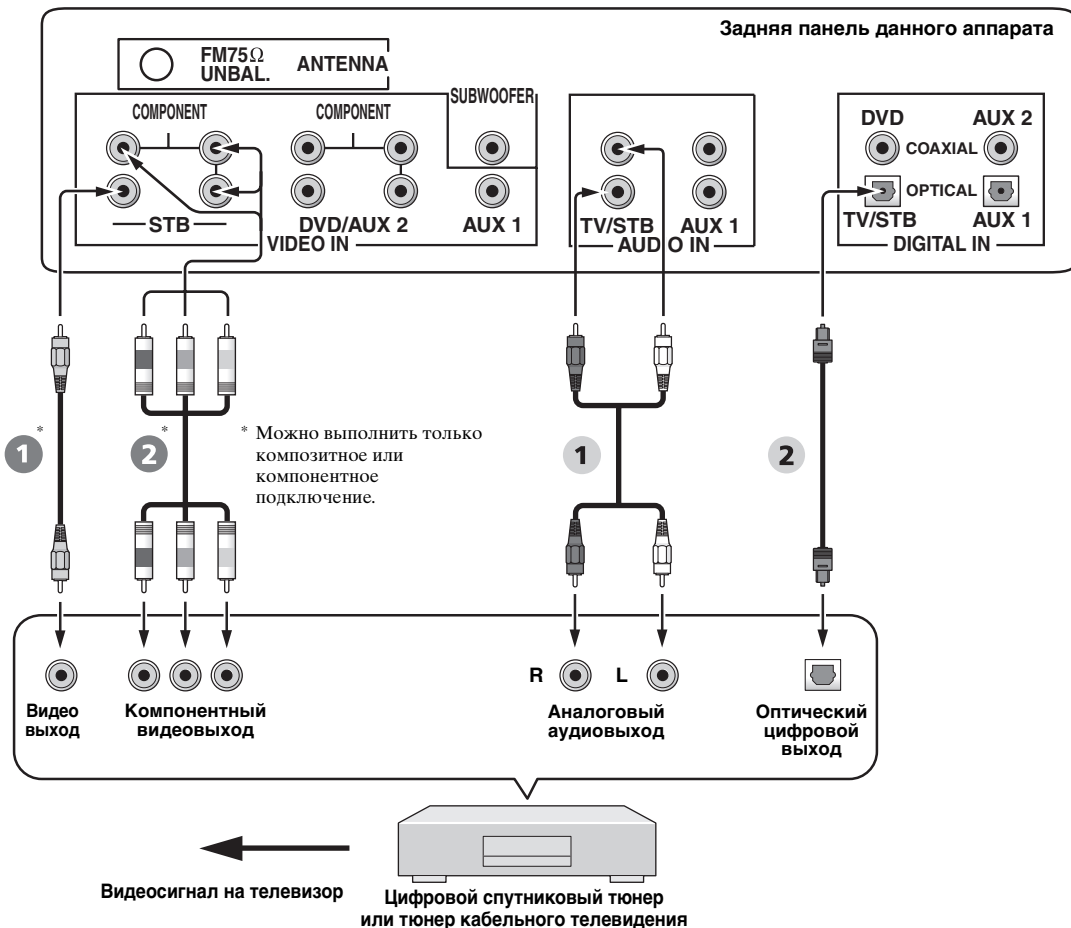 Задняя панель данного аппарата
FM75Ω
UNBAL.
ANTENNA
COMPONENT
COMPONENT
SUBWOOFER
STB
DVD/AUX 2
AUX 1
VIDEO IN
TV/STB
AUX 1
AUDIO IN
DVD
AUX 2
COAXIAL
OPTICAL
TV/STB
AUX 1
DIGITAL IN
1*
2*
* Можно выполнить только
композитное или
компонентное
подключение.
1
2
Видео
выход
Компонентный
видеовыход
R
L
Аналоговый
аудиовыход
Оптический
цифровой
выход
Видеосигнал на телевизор
Цифровой спутниковый тюнер
или тюнер кабельного телевидения